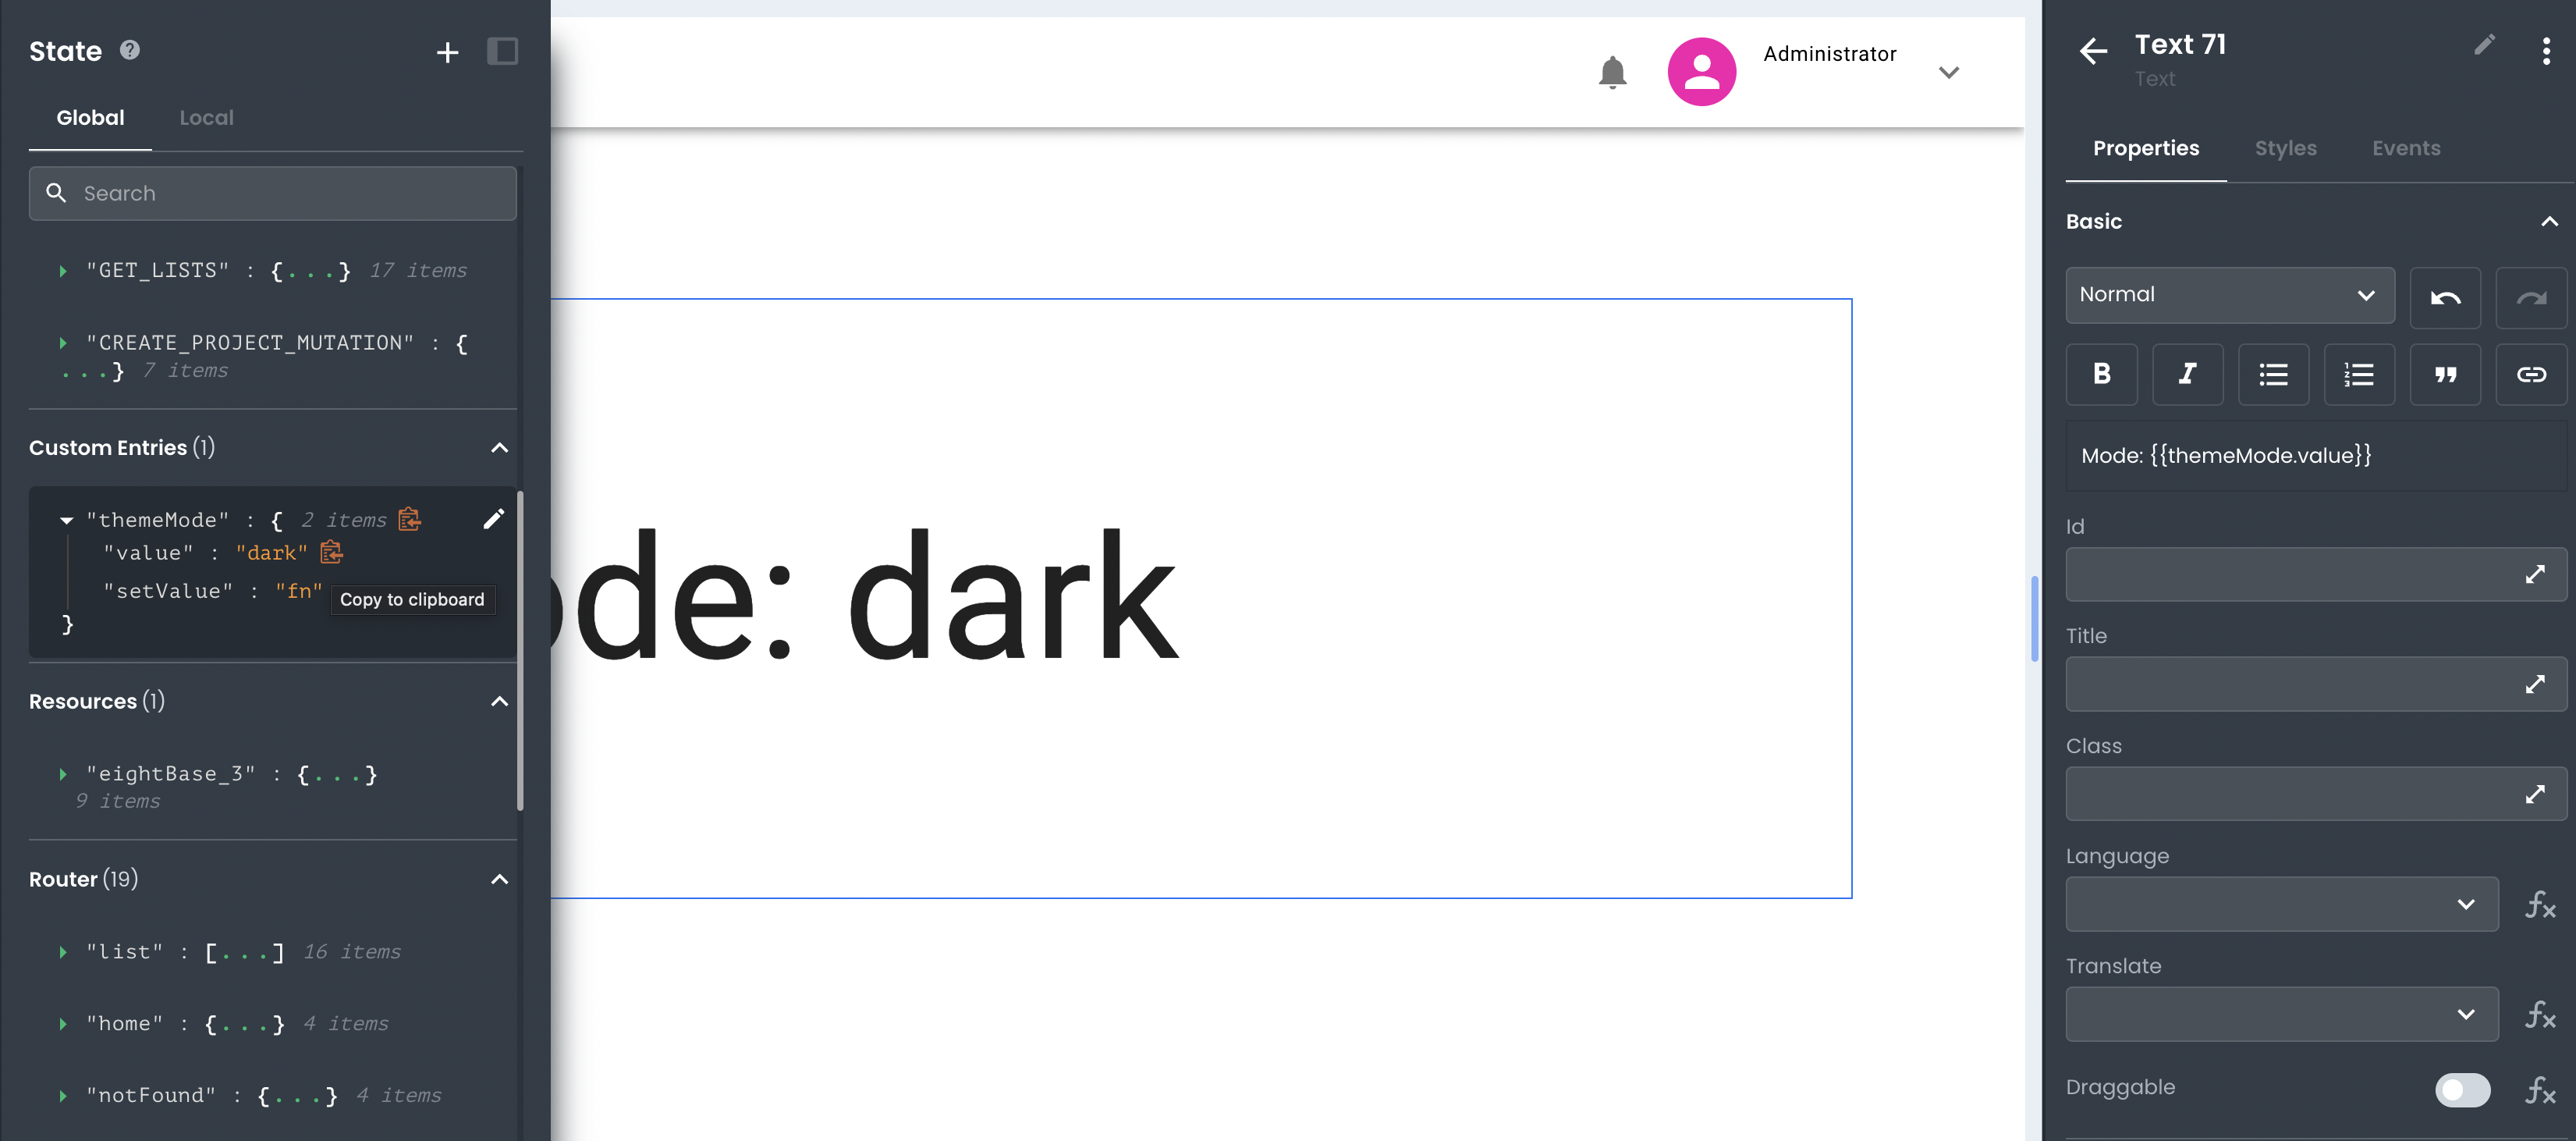 State
Global Local
Search
"GET_LISTS" : {...} 17 items
"CREATE_PROJECT_MUTATION" : {
...} 7 items
Custom Entries (1)
"themeMode" : { 2 items
"value" : "dark"
"setValue" : "fn"
Copy to clipboard
}
Resources (1)
"eightBase_3" : {...}
9 items
Router (19)
"list" : [...] 16 items
"home" : {...} 4 items
"notFound" : {...} 4 items
Administrator
ode: dark
Text 71
Text
Properties Styles Events
Basic
Normal
B I
Mode: {{themeMode.value}}
Id
Title
Class
Language
fx
Translate
fx
Draggable
fx